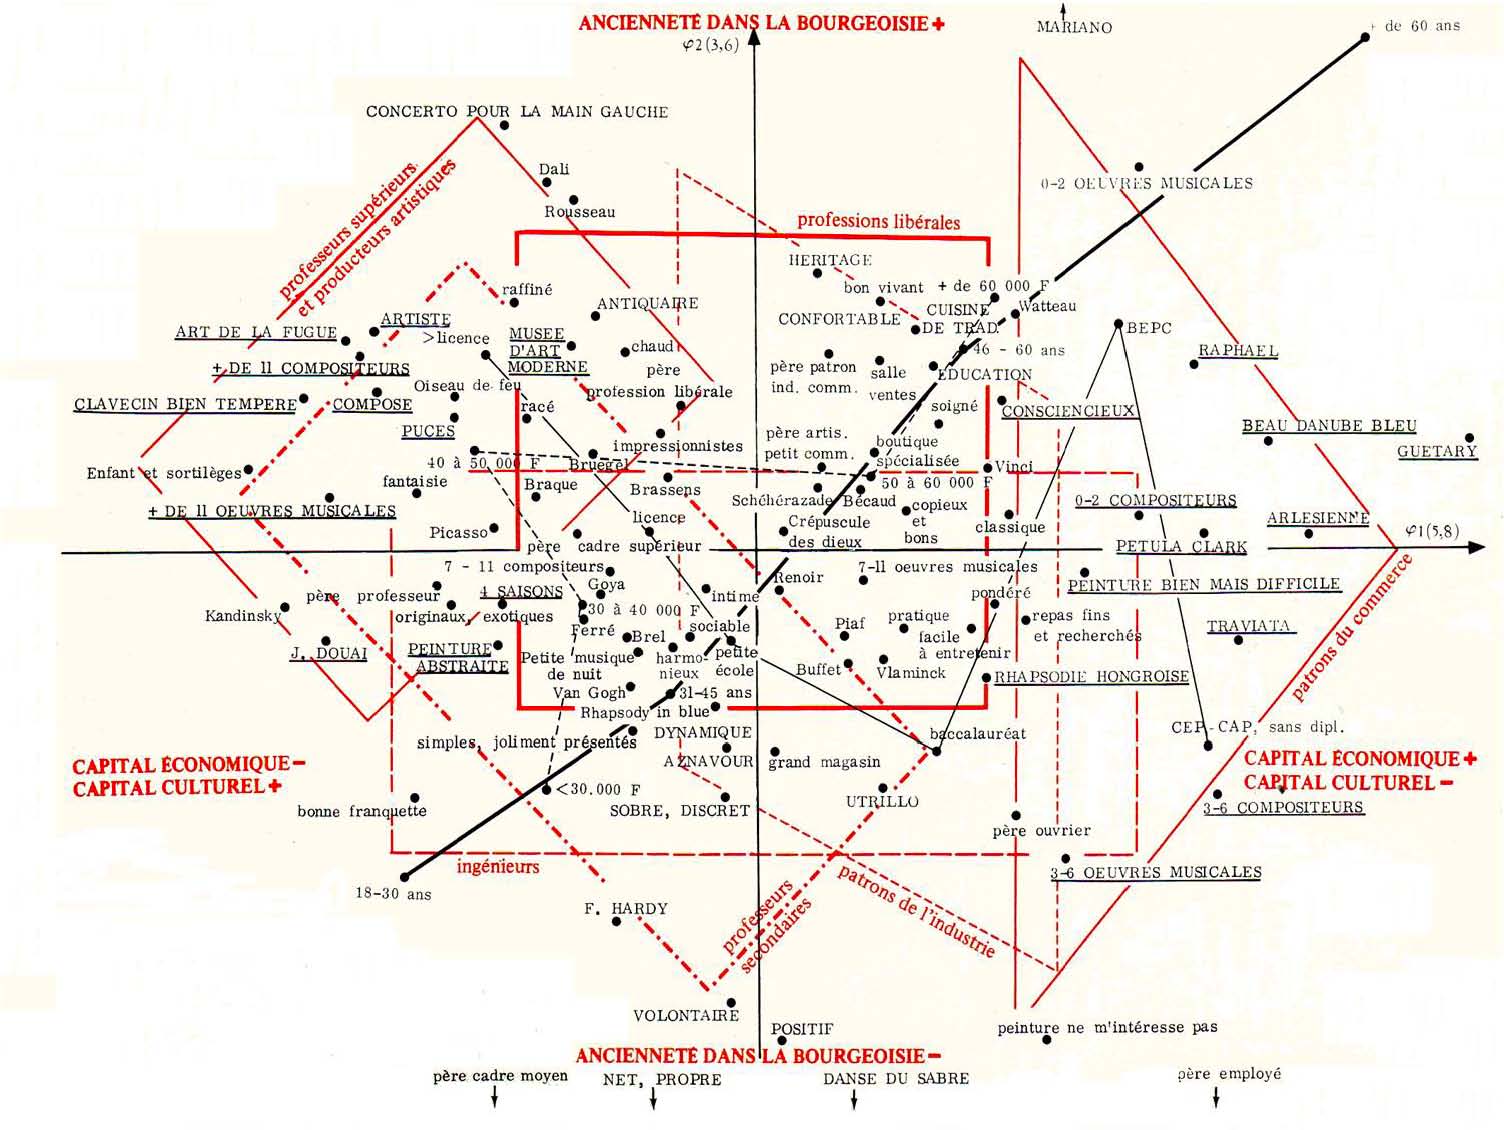 ANCIENNETÉ DANS LA BOURGEOISIE +
MARIANO
+ de 60 ans
φ2(3,6)
CONCERTO POUR LA MAIN GAUCHE
Dali
Rousseau
0-2 OEUVRES MUSICALES
professeurs supérieurs
et producteurs artistiques
professions libérales
HERITAGE
bon vivant
+ de 60 000 F
raffiné
ANTIQUAIRE
CONFORTABLE
CUISINE
DE TRAD.
Watteau
BEPC
ART DE LA FUGUE
ARTISTE
>licence
MUSEE
D'ART
MODERNE
chaud
46 - 60 ans
RAPHAEL
+ DE 11 COMPOSITEURS
père
profession libérale
père patron
ind. comm.
salle
ventes
EDUCATION
Oiseau de feu
CLAVECIN BIEN TEMPERE
COMPOSE
racé
soigné
CONSCIENCIEUX
PUCES
impressionnistes
père artis.
petit comm.
boutique
spécialisée
BEAU DANUBE BLEU
GUETARY
Enfant et sortilèges
40 à 50 000 F
Bruegel
Vinci
fantaisie
Braque
Brassens
Schéhérazade
Bécaud
50 à 60 000 F
+ DE 11 OEUVRES MUSICALES
0-2 COMPOSITEURS
copieux
et
bons
licence
Crépuscule
des dieux
classique
ARLESIENNE
Picasso
φ1(5,8)
père cadre supérieur
PETULA CLARK
7 - 11 compositeurs
7-11 oeuvres musicales
Renoir
Goya
PEINTURE BIEN MAIS DIFFICILE
père professeur
4 SAISONS
intime
pondéré
Kandinsky
originaux, exotiques
30 à 40 000 F
Ferré
sociable
Piaf
pratique
repas fins
et recherchés
TRAVIATA
patrons du commerce
J. DOUAI
PEINTURE
ABSTRAITE
Brel
Petite musique
de nuit
harmo-
nieux
petite
école
facile
à entretenir
Buffet
Vlaminck
RHAPSODIE HONGROISE
Van Gogh
31-45 ans
Rhapsody in blue
simples, joliment présentés
DYNAMIQUE
baccalauréat
CEP-CAP, sans dipl.
CAPITAL ÉCONOMIQUE -
CAPITAL CULTUREL +
AZNAVOUR
grand magasin
CAPITAL ÉCONOMIQUE +
CAPITAL CULTUREL -
<30.000 F
bonne franquette
SOBRE, DISCRET
UTRILLO
3-6 COMPOSITEURS
père ouvrier
ingénieurs
3-6 OEUVRES MUSICALES
18-30 ans
patrons de l'industrie
F. HARDY
professeurs
secondaires
VOLONTAIRE
POSITIF
peinture ne m'intéresse pas
ANCIENNETÉ DANS LA BOURGEOISIE -
père cadre moyen
NET, PROPRE
DANSE DU SABRE
père employé